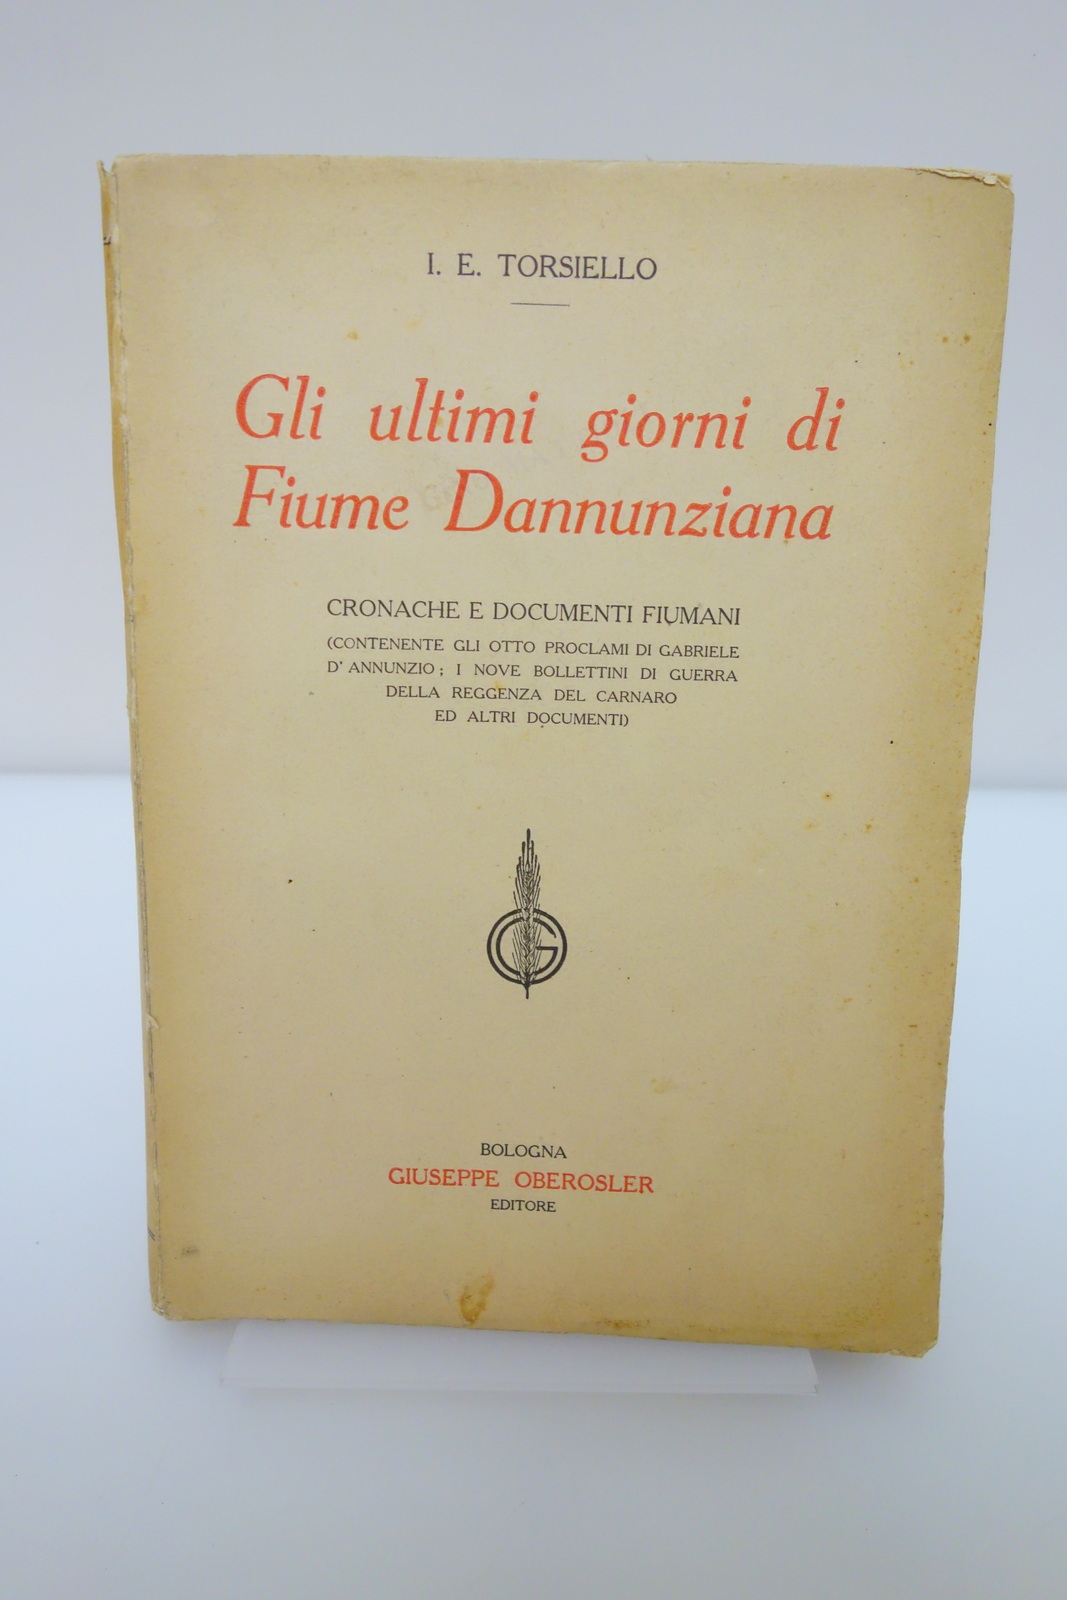 I. E. TORSIELLO
Gli ultimi giorni di
Fiume Dannunziana
CRONACHE E DOCUMENTI FIUMANI
(CONTENENTE GLI OTTO PROCLAMI DI GABRIELE
D'ANNUNZIO; I NOVE BOLLETTINI DI GUERRA
DELLA REGGENZA DEL CARNARO
ED ALTRI DOCUMENTI)
G
BOLOGNA
GIUSEPPE OBEROSLER
EDITORE